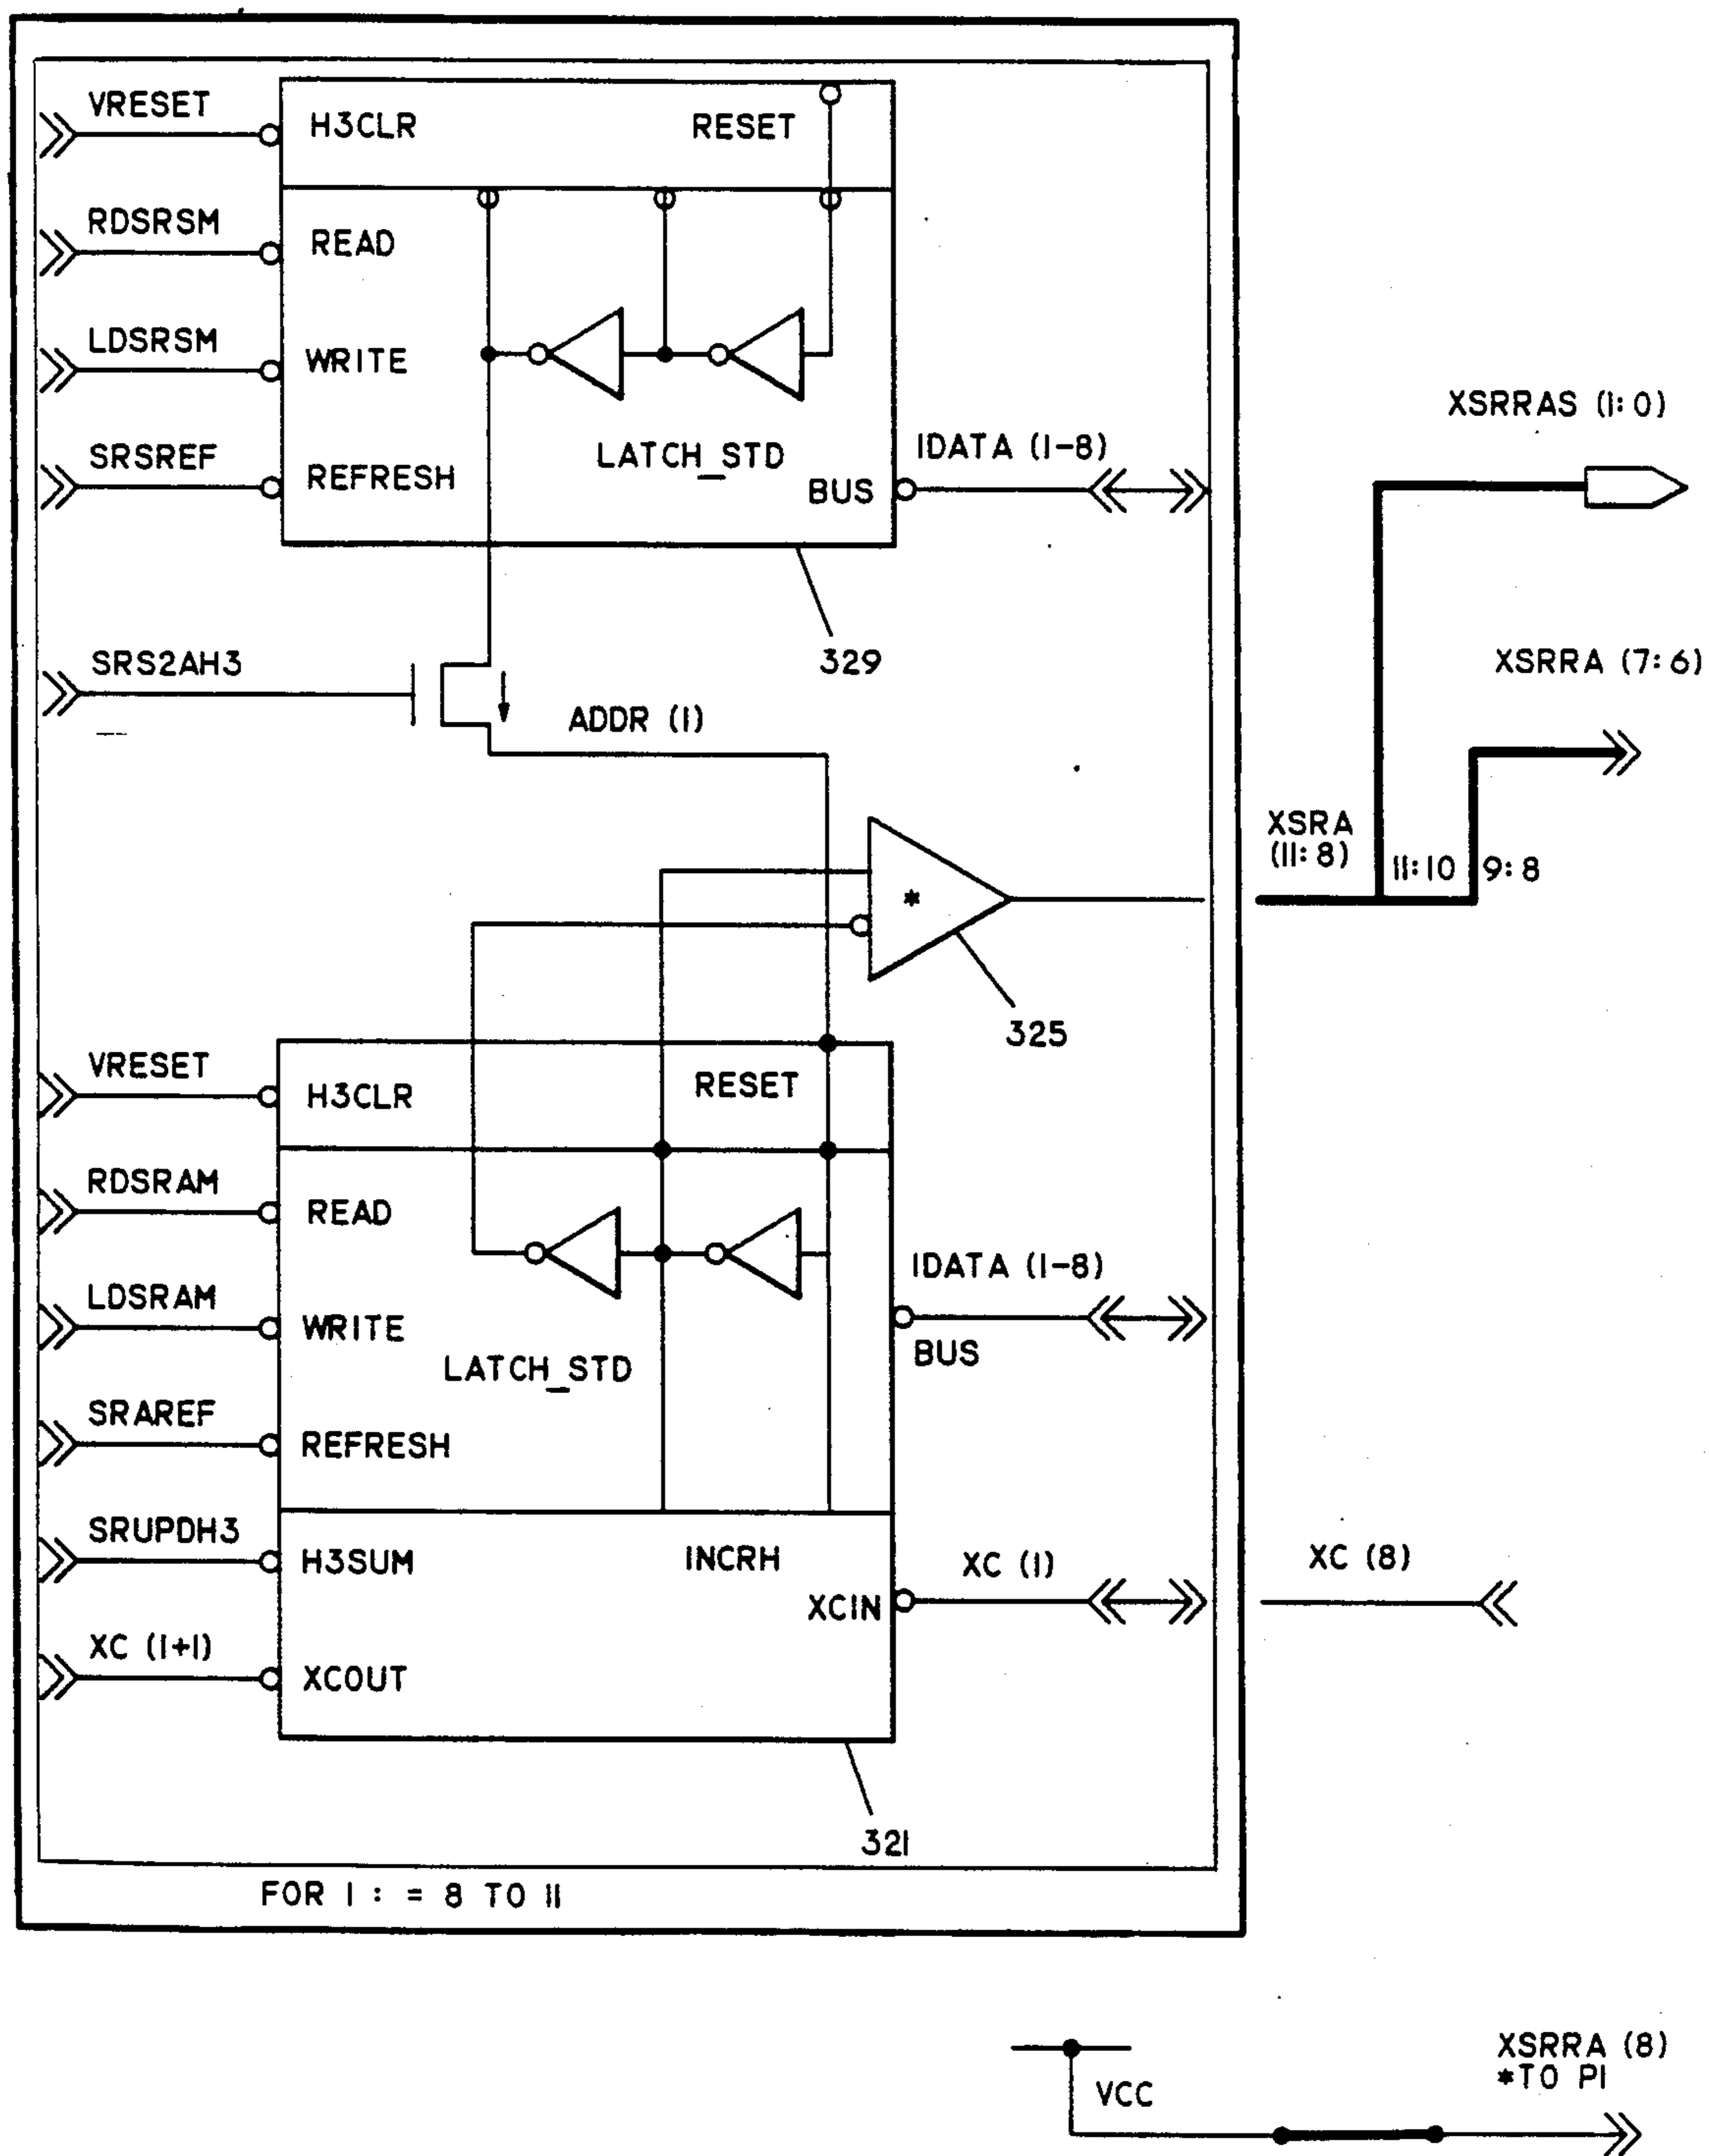 VRESET
H3CLR
RESET
RDSRSM
READ
LDSRSM
WRITE
SRSREF
REFRESH
LATCH_STD
BUS
IDATA (I-8)
329
SRS2AH3
ADDR (I)
XSRRAS (1:0)
XSRRA (7:6)
XSRA
(11:8)
11:10
9:8
*
325
VRESET
H3CLR
RESET
RDSRAM
READ
LDSRAM
WRITE
LATCH_STD
IDATA (I-8)
BUS
SRAREF
REFRESH
SRUPDH3
H3SUM
INCRH
XC (I)
XCIN
XC (8)
XC (I+1)
XCOUT
321
FOR I : = 8 TO 11
VCC
XSRRA (8)
*TO PI